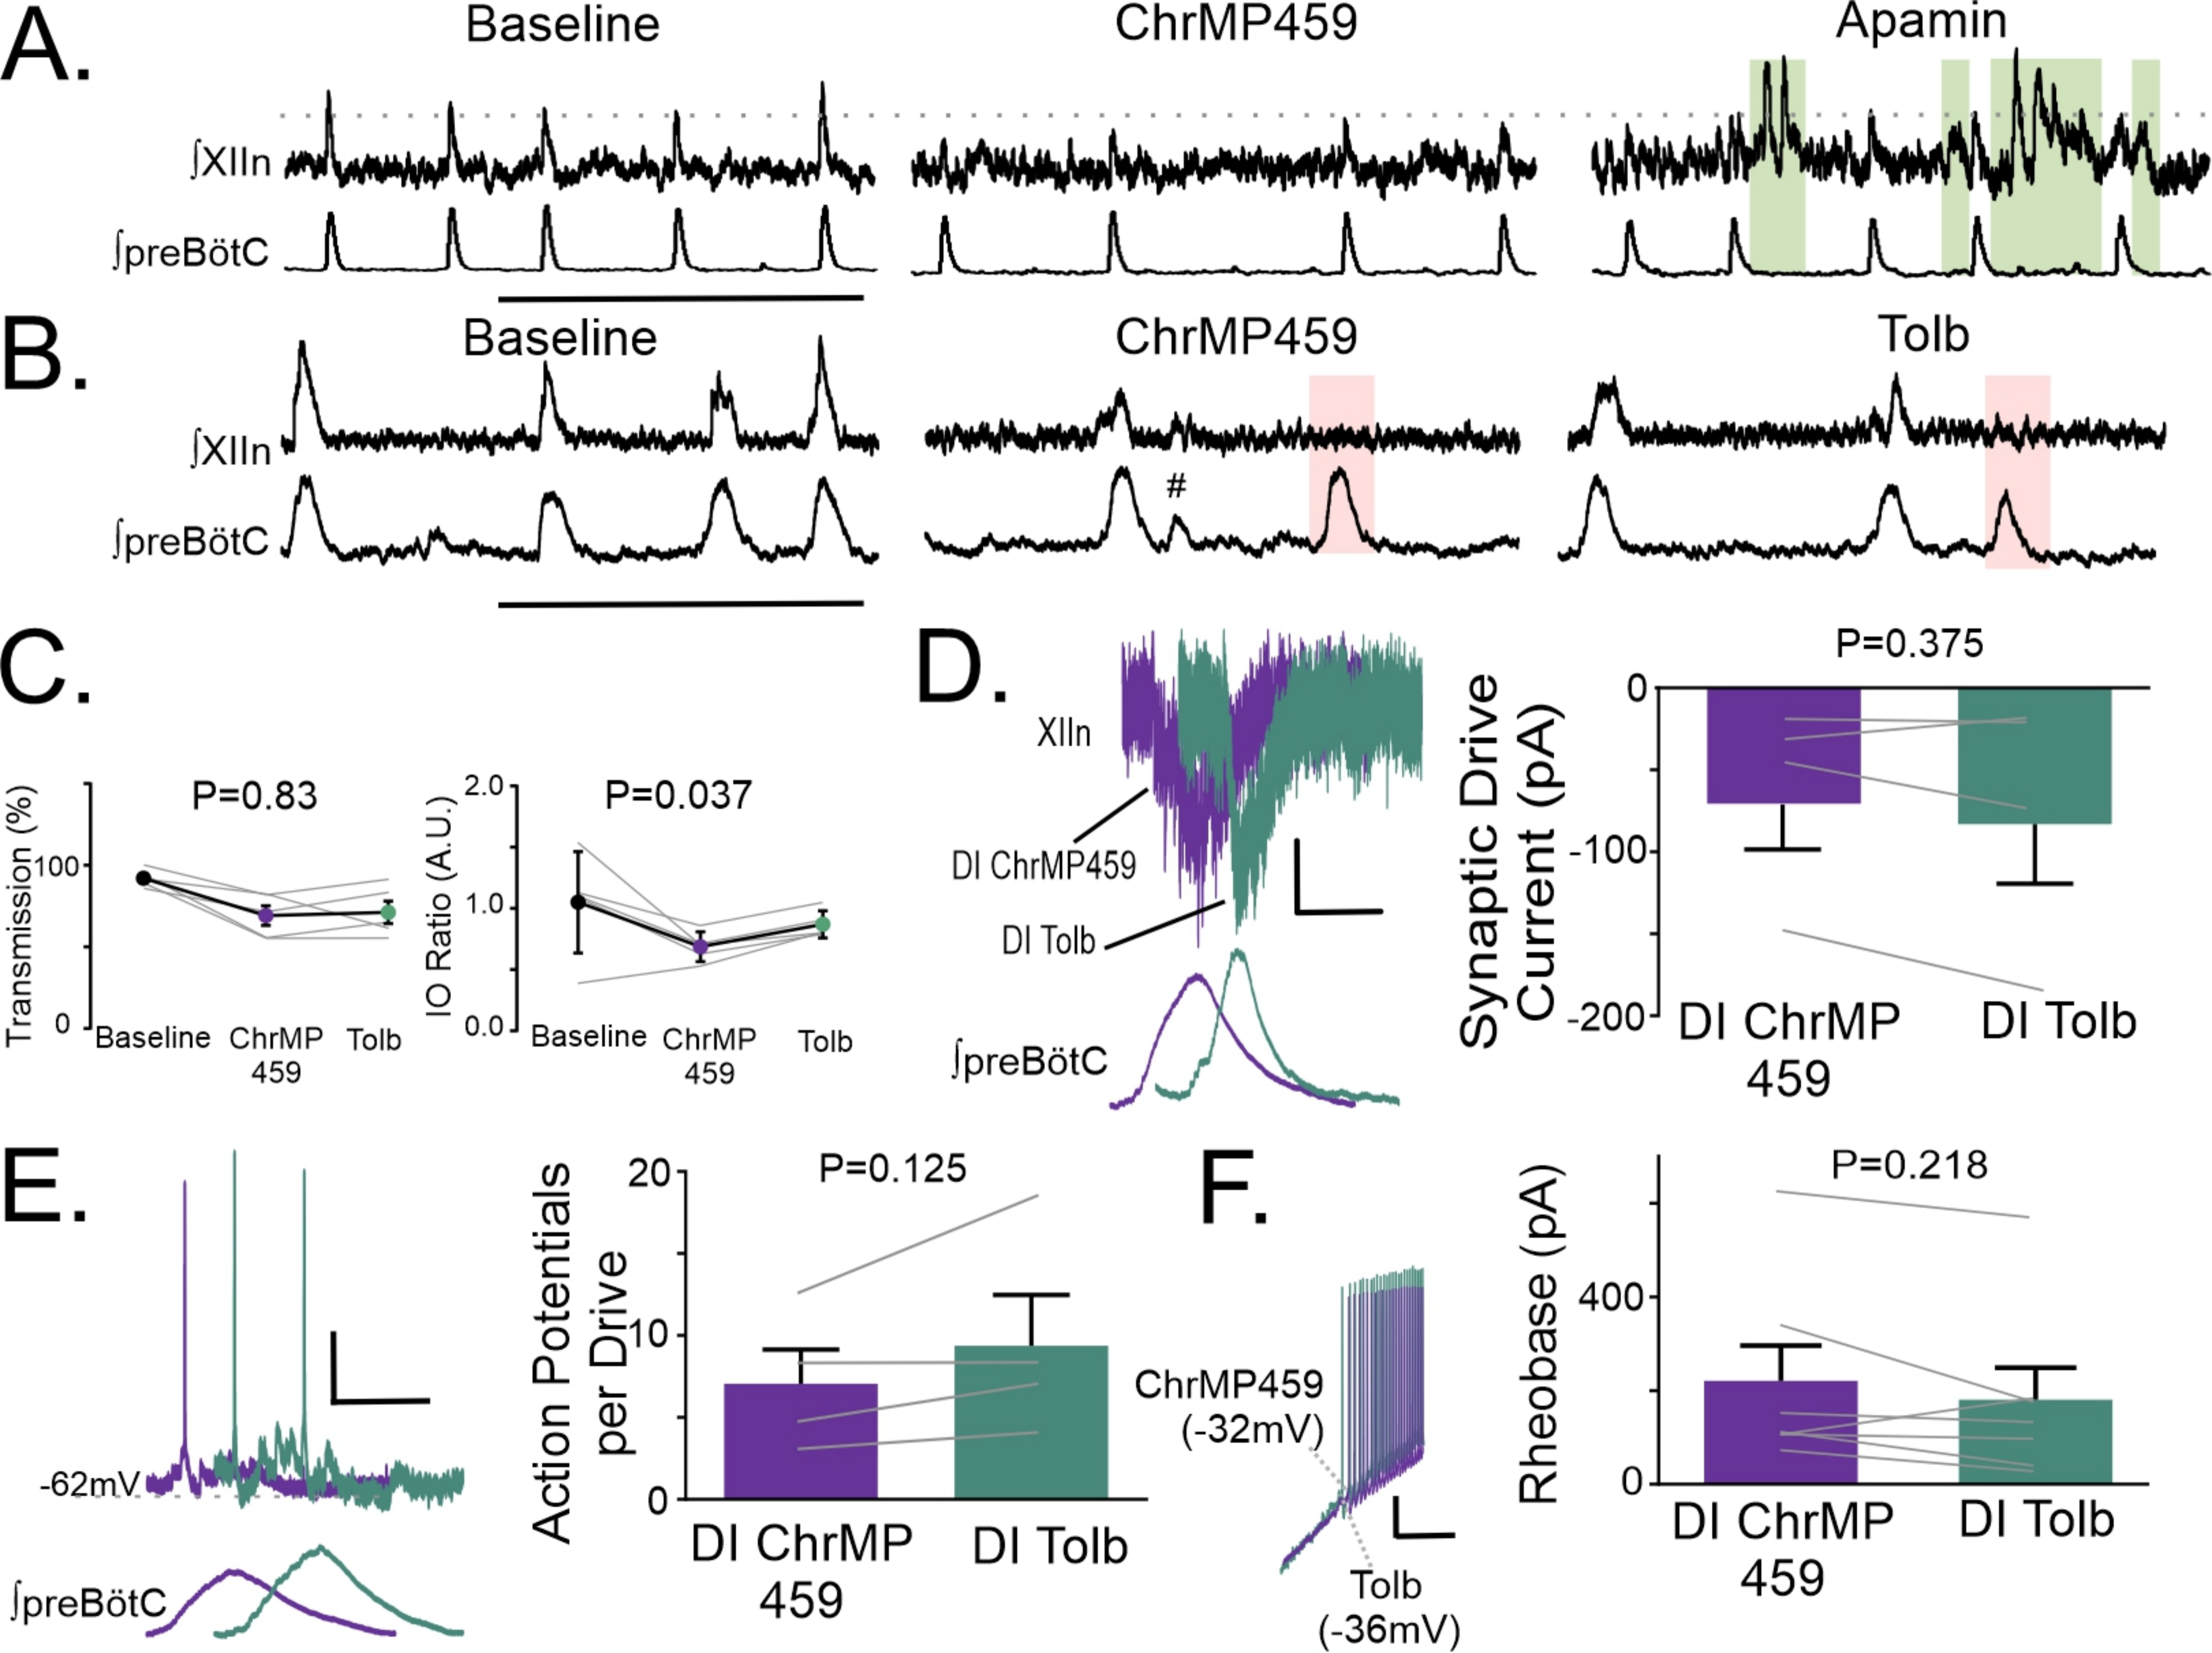 A.
Baseline
ChrMP459
Apamin
∫XIIn
∫preBötC
B.
Baseline
ChrMP459
Tolb
∫XIIn
#
∫preBötC
C.
P=0.83
Transmission (%)
100
0
Baseline
ChrMP
459
Tolb
P=0.037
IO Ratio (A.U.)
2.0
1.0
0.0
Baseline
ChrMP
459
Tolb
D.
XIIn
DI ChrMP459
DI Tolb
∫preBötC
P=0.375
Synaptic Drive
Current (pA)
0
-100
-200
DI ChrMP
459
DI Tolb
E.
-62mV
∫preBötC
P=0.125
Action Potentials
per Drive
20
10
0
DI ChrMP
459
DI Tolb
F.
ChrMP459
(-32mV)
Tolb
(-36mV)
P=0.218
Rheobase (pA)
400
0
DI ChrMP
459
DI Tolb